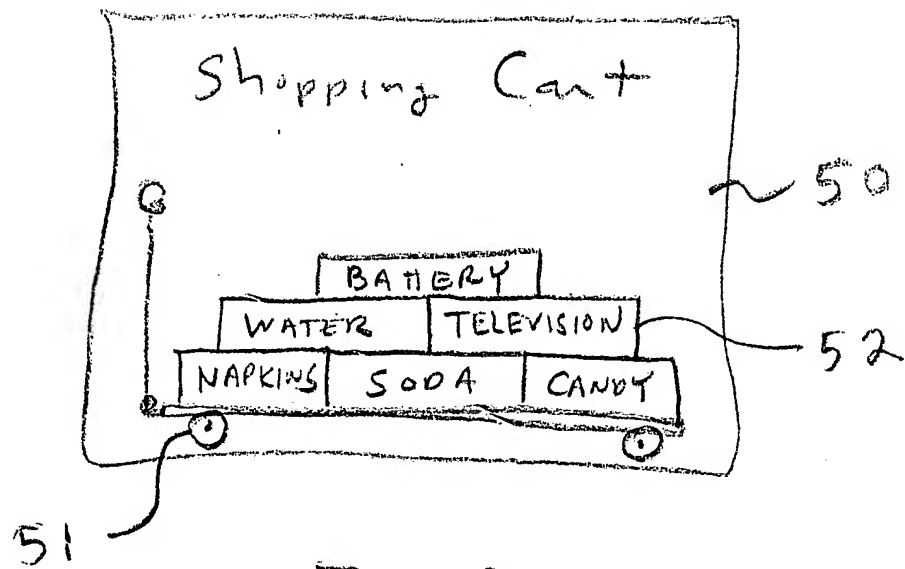 Shopping Cart
50
BATTERY
WATER TELEVISION
52
NAPKINS SODA CANDY
51